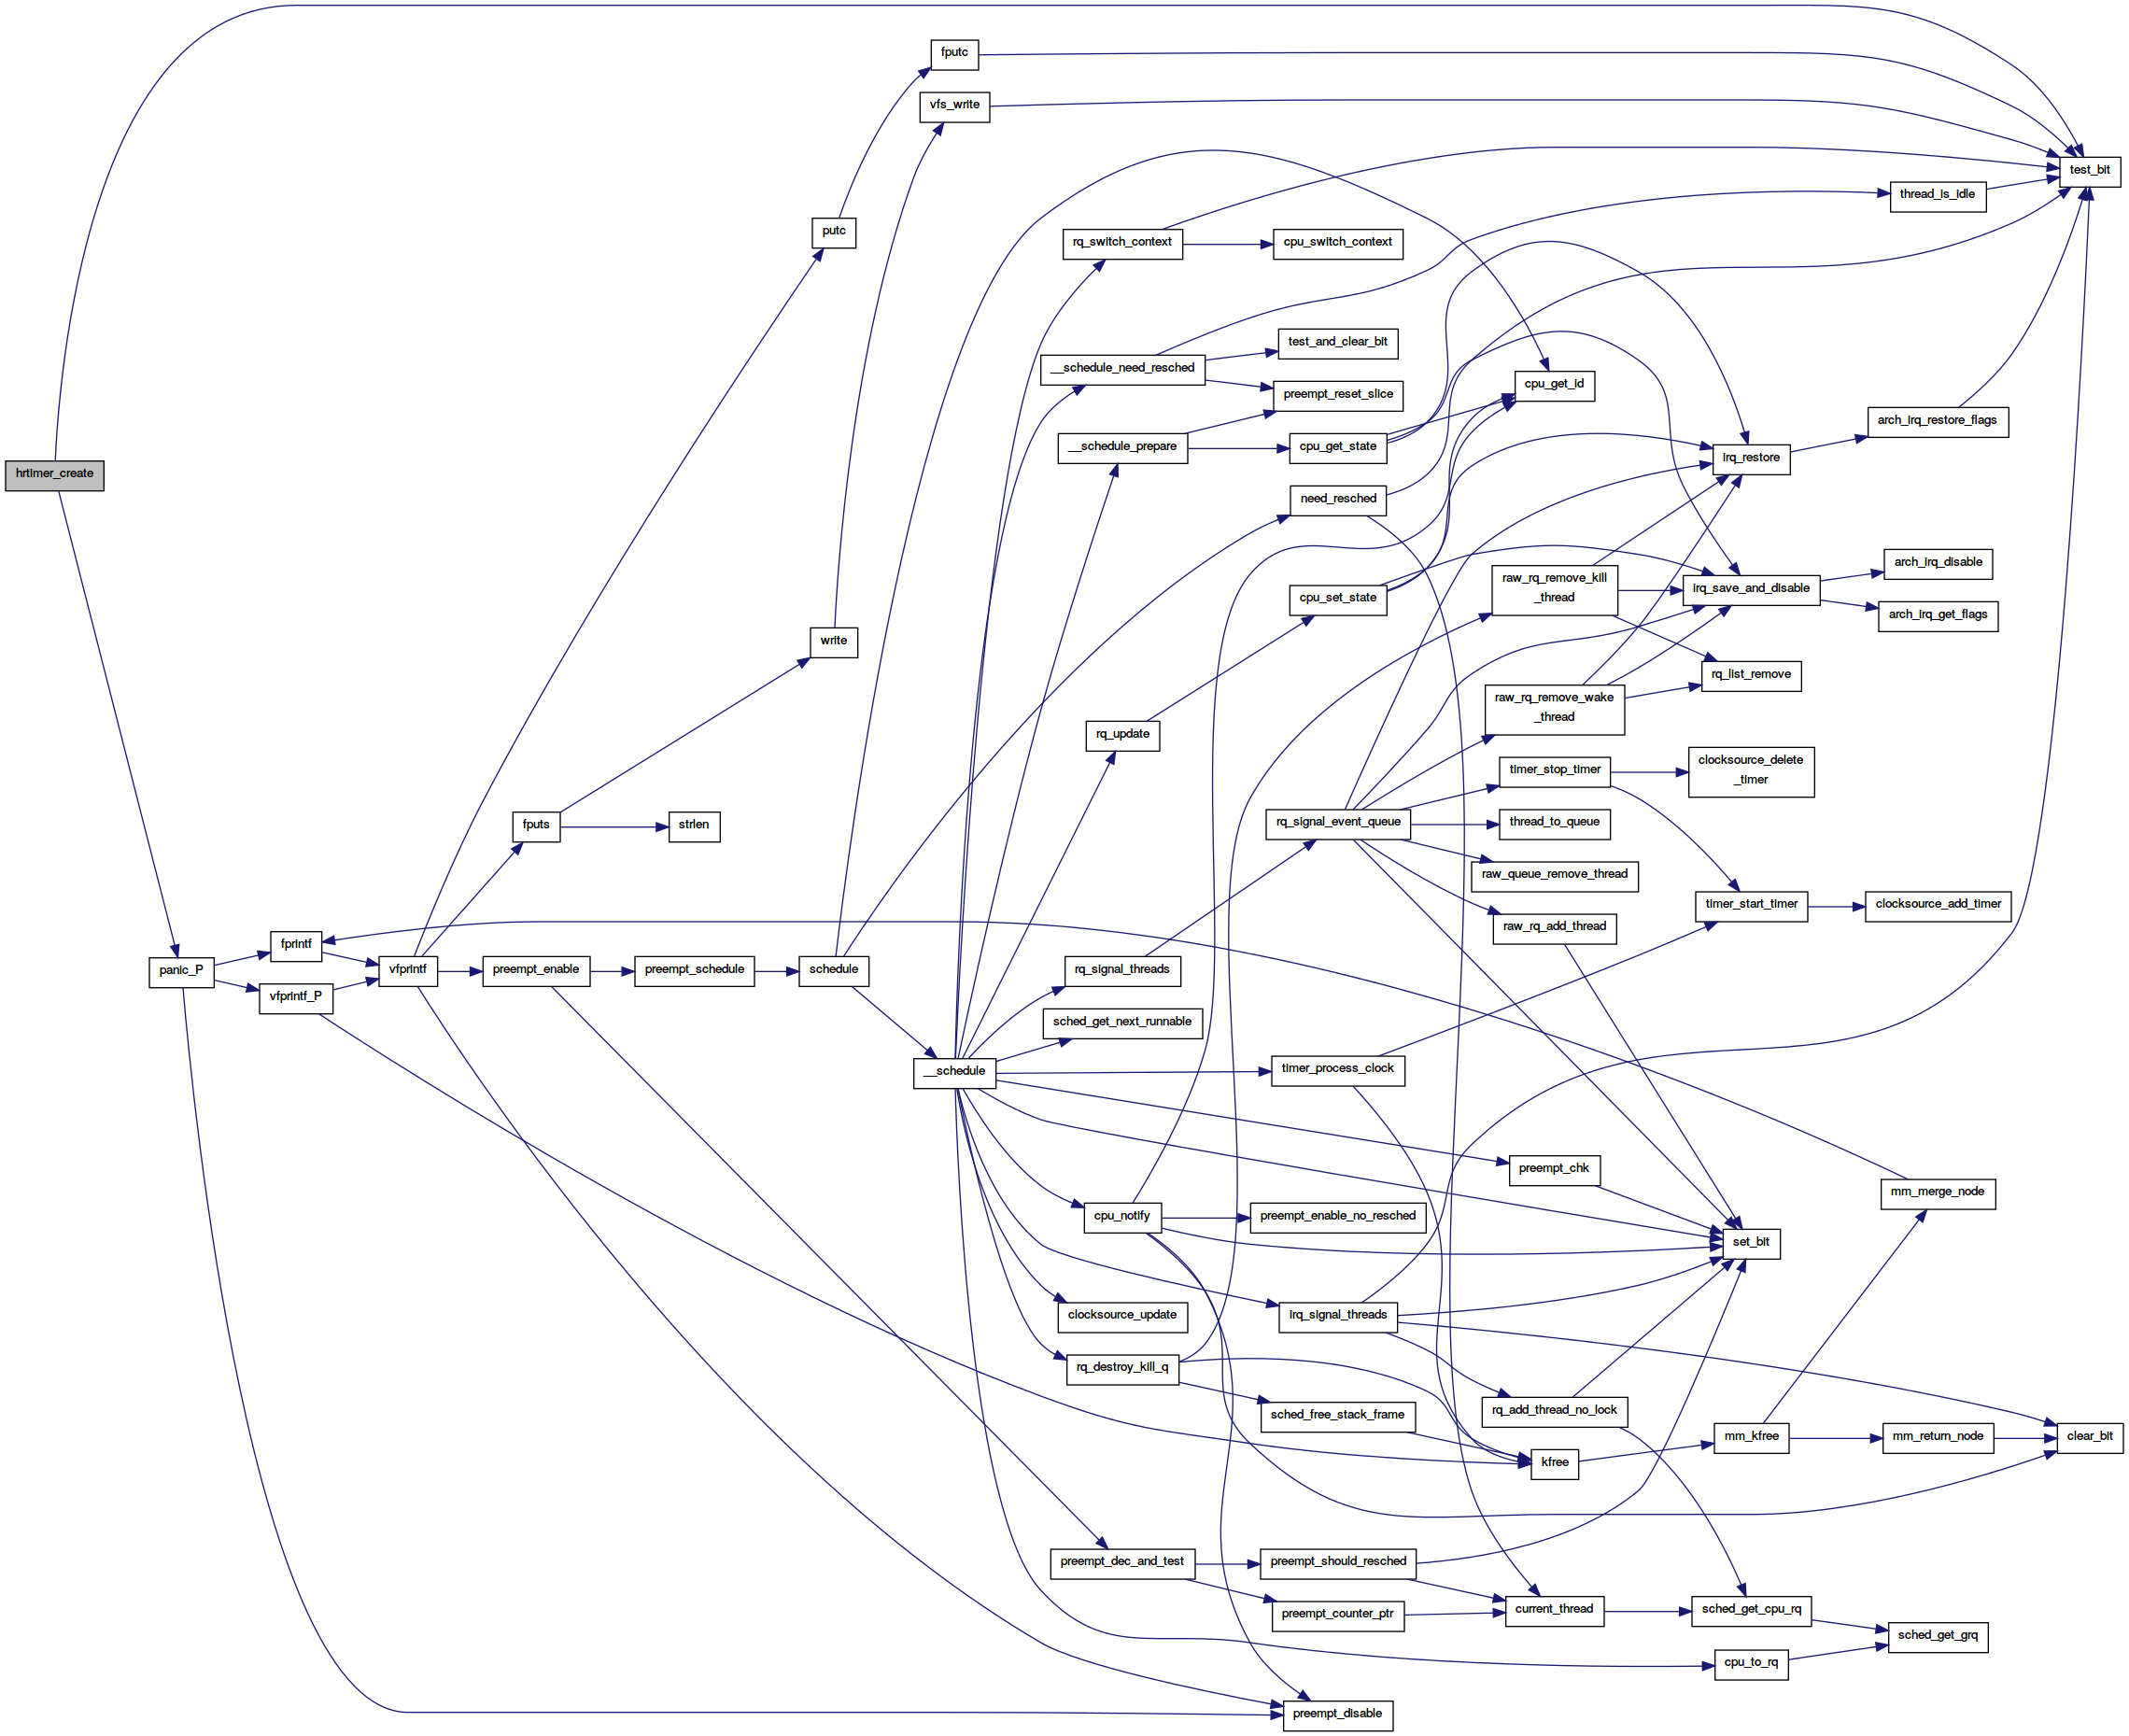 hrtimer_create
panic_P
fprintf
vfprintf_P
vfprintf
fputs
preempt_enable
strlen
preempt_schedule
putc
write
schedule
fputc
vfs_write
__schedule
rq_switch_context
__schedule_need_resched
__schedule_prepare
rq_update
rq_signal_threads
sched_get_next_runnable
cpu_notify
clocksource_update
rq_destroy_kill_q
preempt_dec_and_test
cpu_switch_context
test_and_clear_bit
preempt_reset_slice
cpu_get_state
need_resched
cpu_set_state
rq_signal_event_queue
timer_process_clock
preempt_enable_no_resched
irq_signal_threads
sched_free_stack_frame
preempt_should_resched
preempt_counter_ptr
preempt_disable
cpu_get_id
raw_rq_remove_kill
_thread
raw_rq_remove_wake
_thread
timer_stop_timer
thread_to_queue
raw_queue_remove_thread
raw_rq_add_thread
preempt_chk
rq_add_thread_no_lock
kfree
current_thread
irq_restore
irq_save_and_disable
rq_list_remove
clocksource_delete
_timer
timer_start_timer
set_bit
mm_kfree
sched_get_cpu_rq
cpu_to_rq
thread_is_idle
arch_irq_restore_flags
arch_irq_disable
arch_irq_get_flags
clocksource_add_timer
mm_merge_node
mm_return_node
sched_get_grq
test_bit
clear_bit